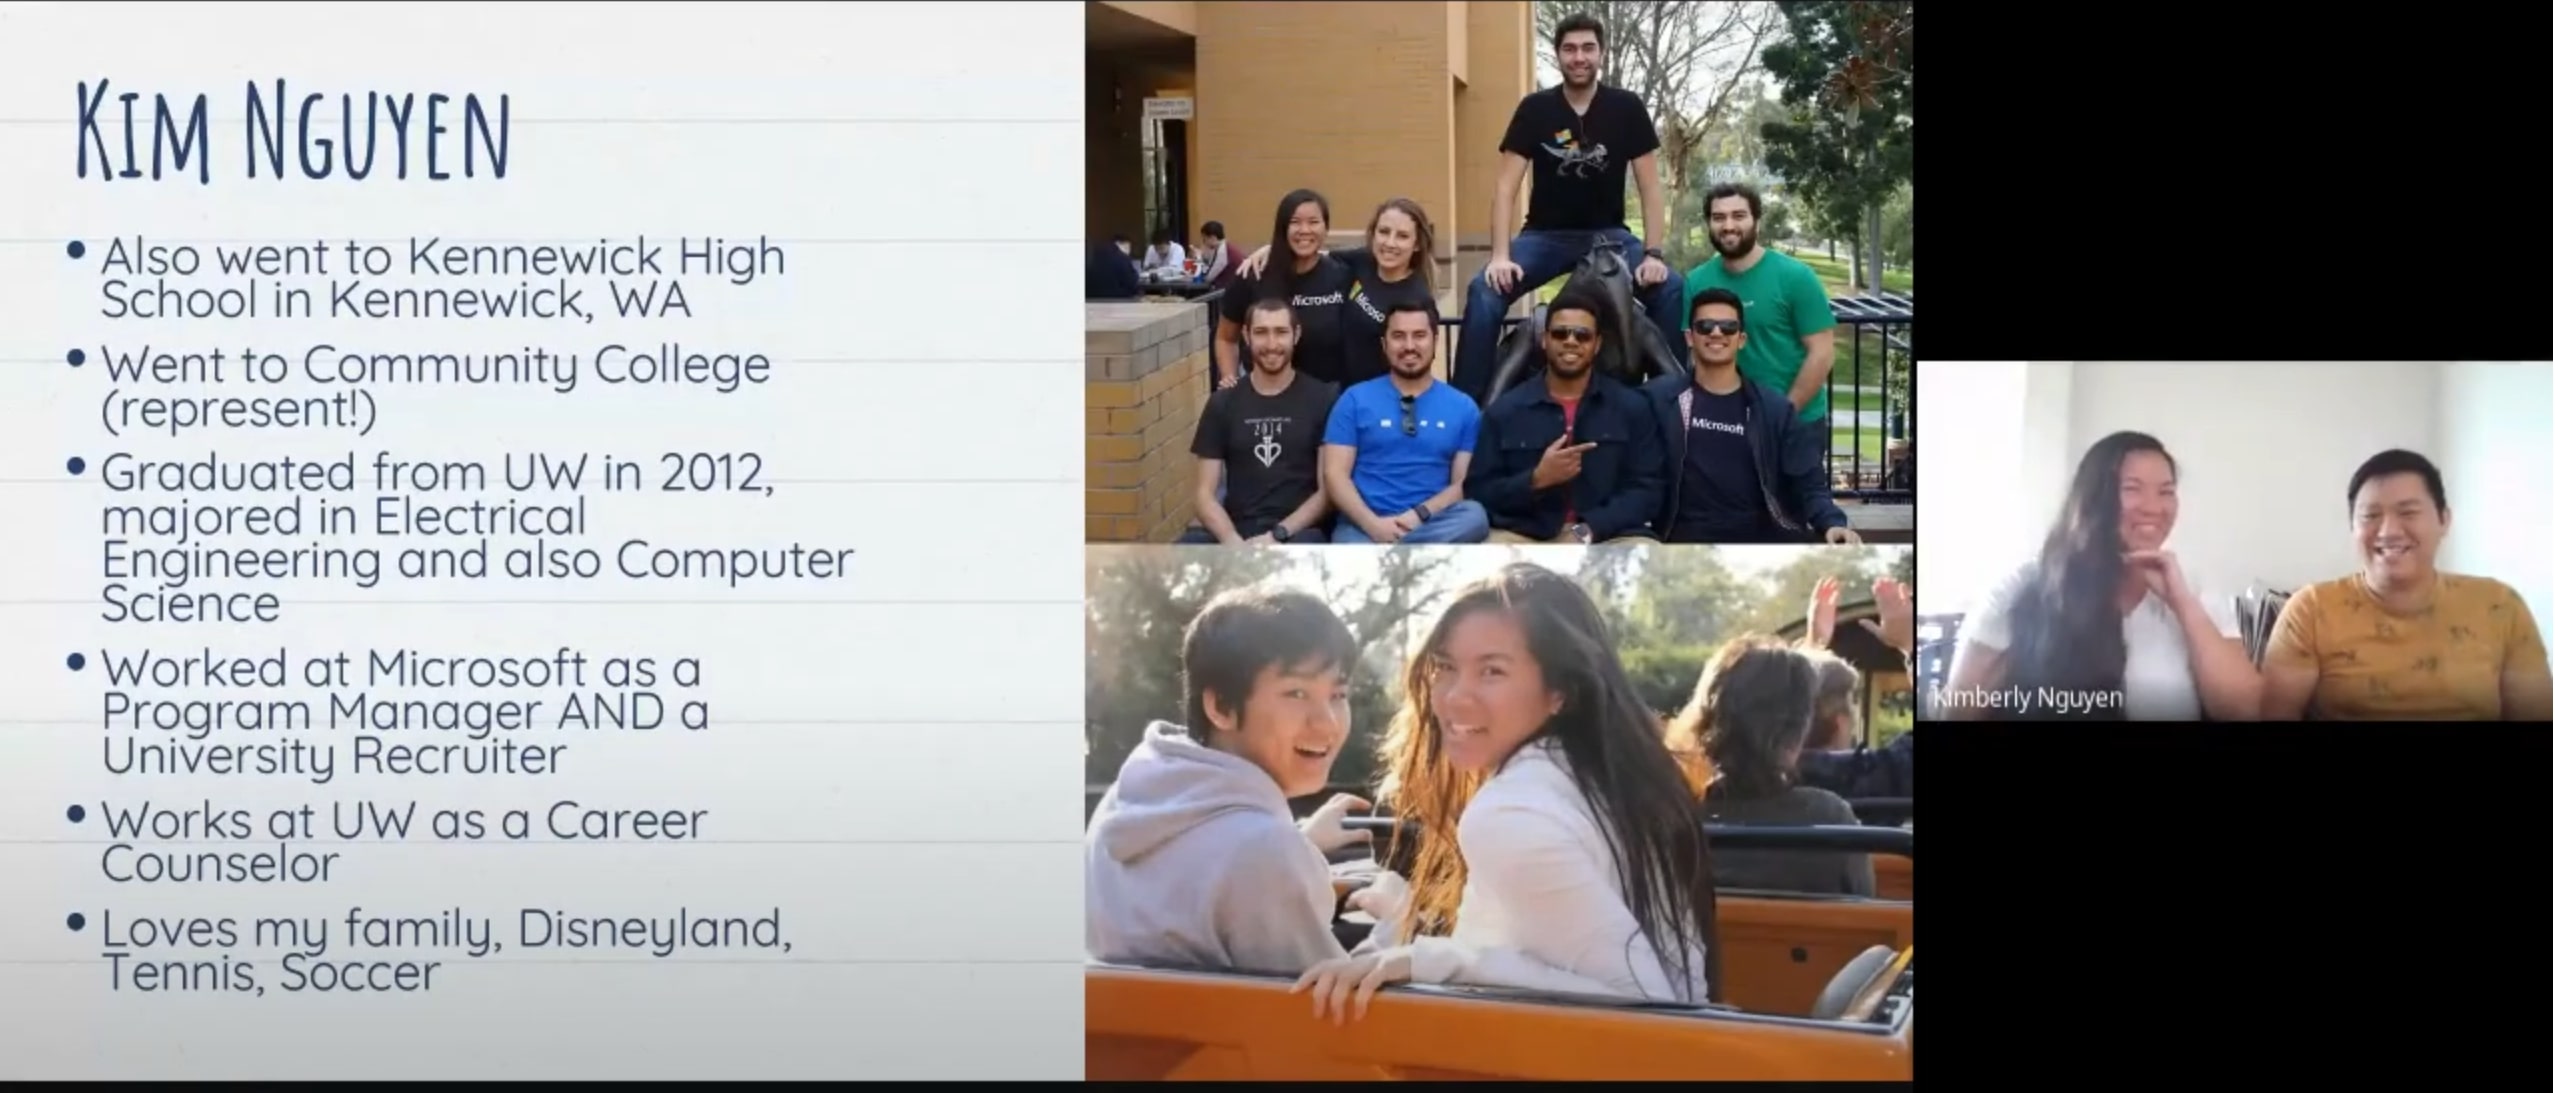 KIM NGUYEN
• Also went to Kennewick High
School in Kennewick, WA
• Went to Community College
(represent!)
• Graduated from UW in 2012,
majored in Electrical
Engineering and also Computer
Science
• Worked at Microsoft as a
Program Manager AND a
University Recruiter
• Works at UW as a Career
Counselor
• Loves my family, Disneyland,
Tennis, Soccer
Microsoft
2014
Microsoft
Kimberly Nguyen